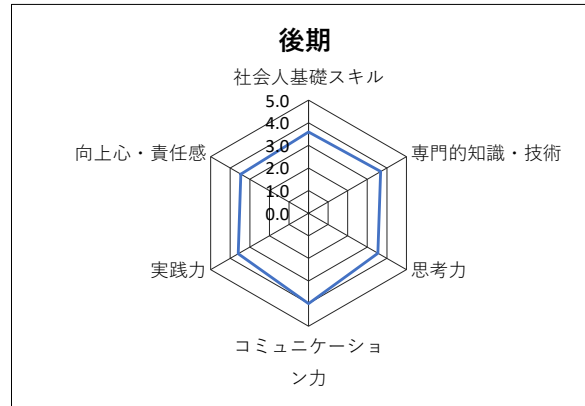 後期
社会人基礎スキル
5.0
4.0
3.0
2.0
1.0
0.0
専門的知識・技術
思考力
コミュニケーショ
ン力
実践力
向上心・責任感